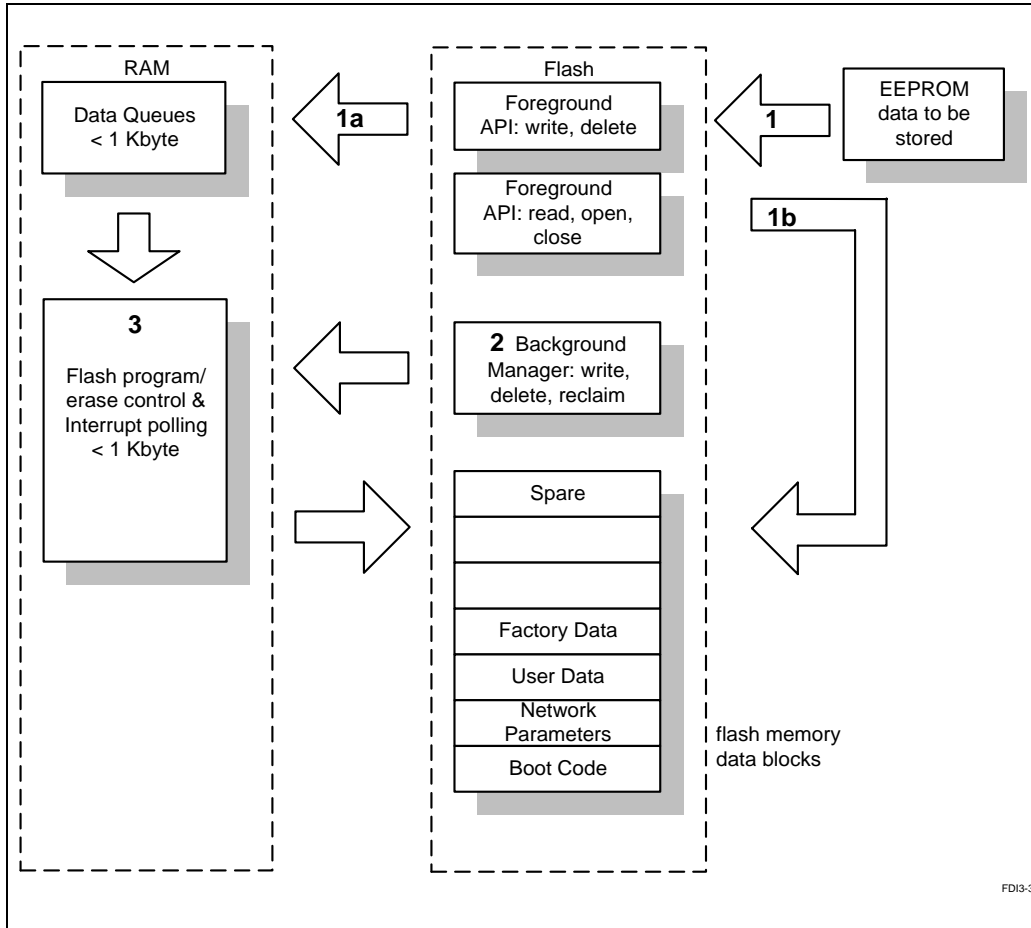 RAM
Data Queues
< 1 Kbyte
1a
Flash
Foreground
API: write, delete
1
EEPROM
data to be
stored
Foreground
API: read, open,
close
1b
3
Flash program/
erase control &
Interrupt polling
< 1 Kbyte
2 Background
Manager: write,
delete, reclaim
Spare
Factory Data
User Data
Network
Parameters
Boot Code
flash memory
data blocks
FDI3-3